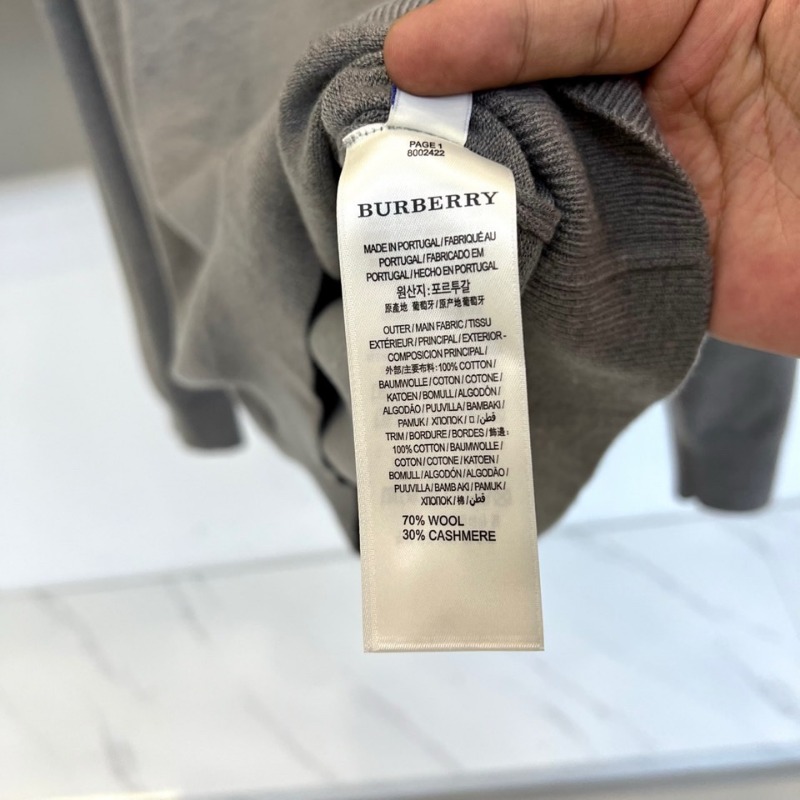 PAGE 1
8002422
BURBERRY
MADE IN PORTUGAL / FABRIQUÉ AU
PORTUGAL / FABRICADO EM
PORTUGAL / HECHO EN PORTUGAL
원산지: 포르투갈
原產地 葡萄牙 / 原产地 葡萄牙
OUTER / MAIN FABRIC / TISSU
EXTÉRIEUR / PRINCIPAL / EXTERIOR -
COMPOSICION PRINCIPAL /
外部/主要布料: 100% COTTON /
BAUMWOLLE / COTON / COTONE /
KATOEN / BOMULL / ALGODÓN /
ALGODÃO / PUUVILLA / BAMBAKI /
PAMUK / ХЛОПОК / □ / قطن
TRIM / BORDURE / BORDES / 飾邊:
100% COTTON / BAUMWOLLE /
COTON / COTONE / KATOEN /
BOMULL / ALGODÓN / ALGODÃO /
PUUVILLA / BAMBAKI / PAMUK /
ХЛОПОК / 棉 / قطن
70% WOOL
30% CASHMERE